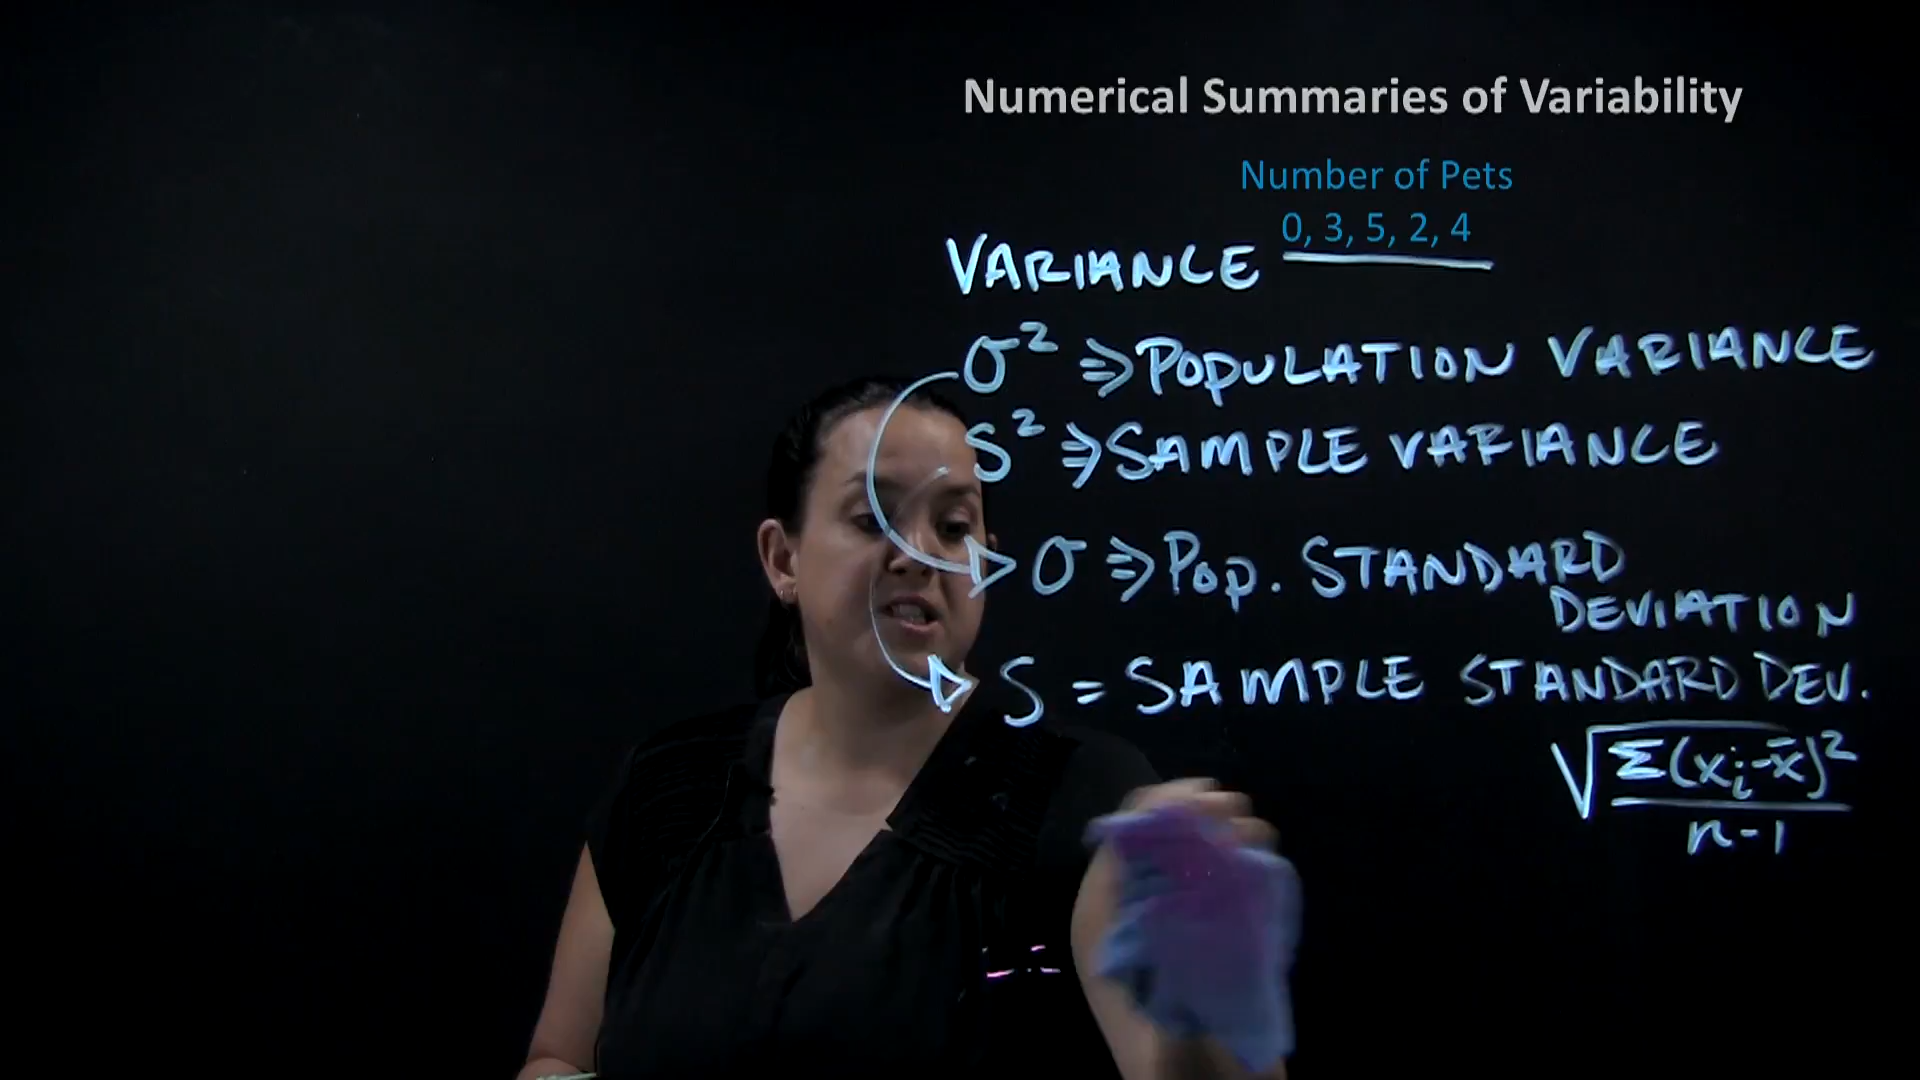 Numerical Summaries of Variability
Number of Pets
0, 3, 5, 2, 4
VARIANCE
σ² ⇒ POPULATION VARIANCE
S² ⇒ SAMPLE VARIANCE
σ ⇒ POP. STANDARD
DEVIATION
S = SAMPLE STANDARD DEV.
√Σ(xᵢ-x̄)²
n-1